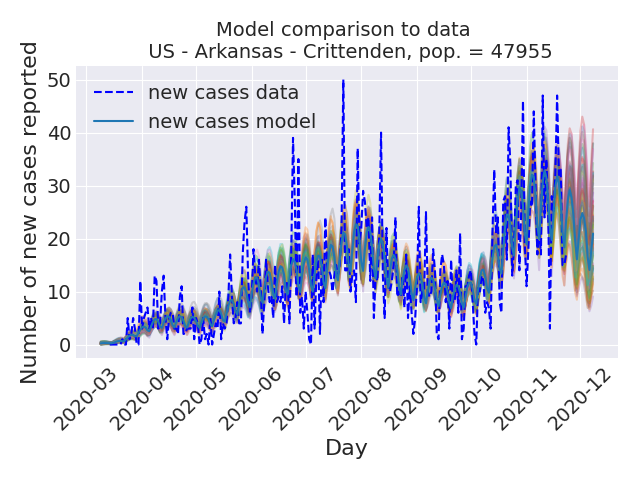 Model comparison to data
US - Arkansas - Crittenden, pop. = 47955
Number of new cases reported
50
40
30
20
10
0
new cases data
new cases model
2020-03
2020-04
2020-05
2020-06
2020-07
2020-08
2020-09
2020-10
2020-11
2020-12
Day